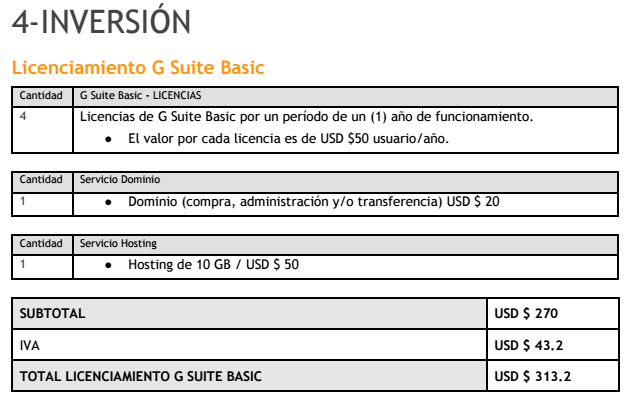 4-INVERSIÓN
Licenciamiento G Suite Basic
Cantidad G Suite Basic - LICENCIAS
4 Licencias de G Suite Basic por un período de un (1) año de funcionamiento.
● El valor por cada licencia es de USD $50 usuario/año.
Cantidad Servicio Dominio
1 ● Dominio (compra, administración y/o transferencia) USD $ 20
Cantidad Servicio Hosting
1 ● Hosting de 10 GB / USD $ 50
SUBTOTAL USD $ 270
IVA USD $ 43.2
TOTAL LICENCIAMIENTO G SUITE BASIC USD $ 313.2